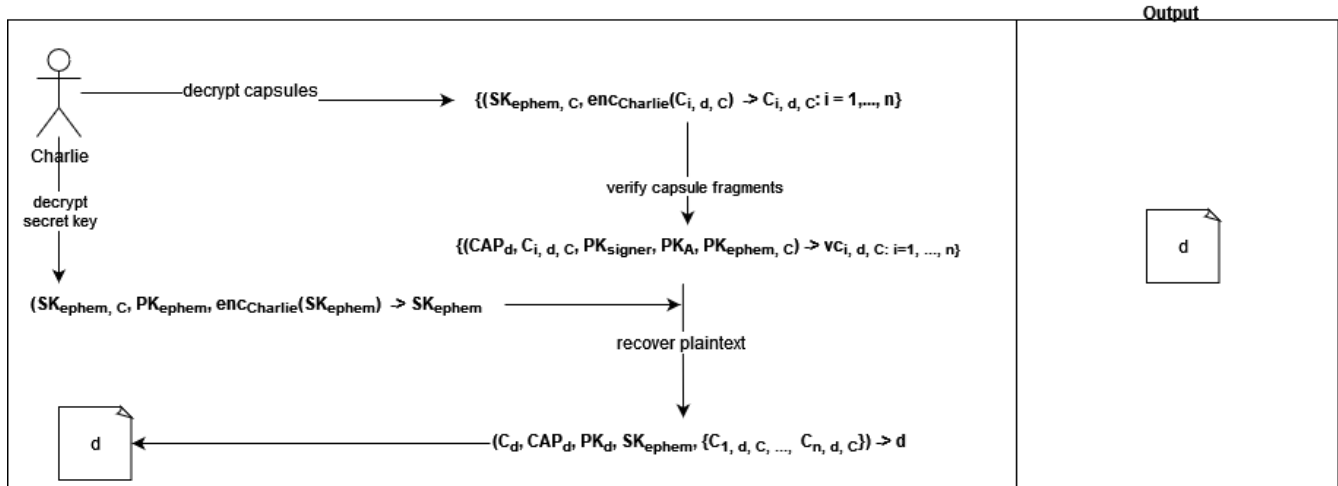 Output
decrypt capsules
{(SKephem, C, encCharlie(Ci, d, C) -> Ci, d, C: i = 1,..., n}
Charlie
decrypt
secret key
verify capsule fragments
{(CAPd, Ci, d, C, PKsigner, PKA, PKephem, C) -> vci, d, C: i=1, ..., n}
d
(SKephem, C, PKephem, encCharlie(SKephem) -> SKephem
recover plaintext
d
(Cd, CAPd, PKd, SKephem, {C1, d, C, ..., Cn, d, C}) -> d